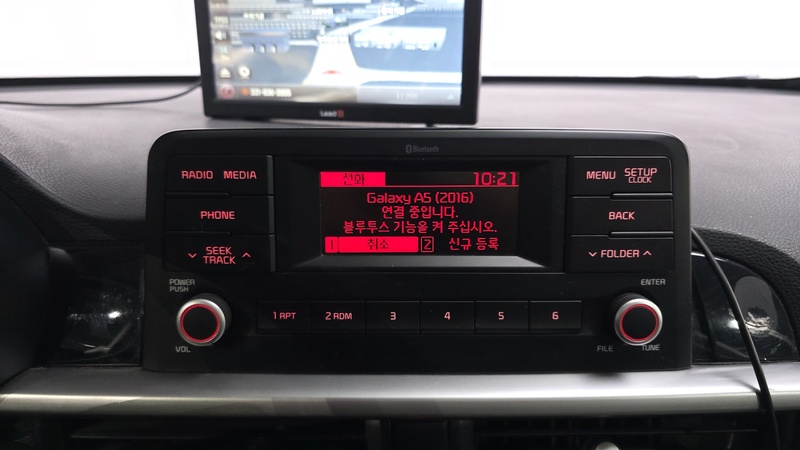 Lead
Bluetooth
RADIO MEDIA
전화 10:21
MENU SETUP
CLOCK
Galaxy A5 (2016)
연결 중입니다.
블루투스 기능을 켜 주십시오.
1 취소 2 신규 등록
PHONE
BACK
SEEK
TRACK
FOLDER
POWER
PUSH
ENTER
1 RPT 2 RDM 3 4 5 6
VOL
FILE TUNE